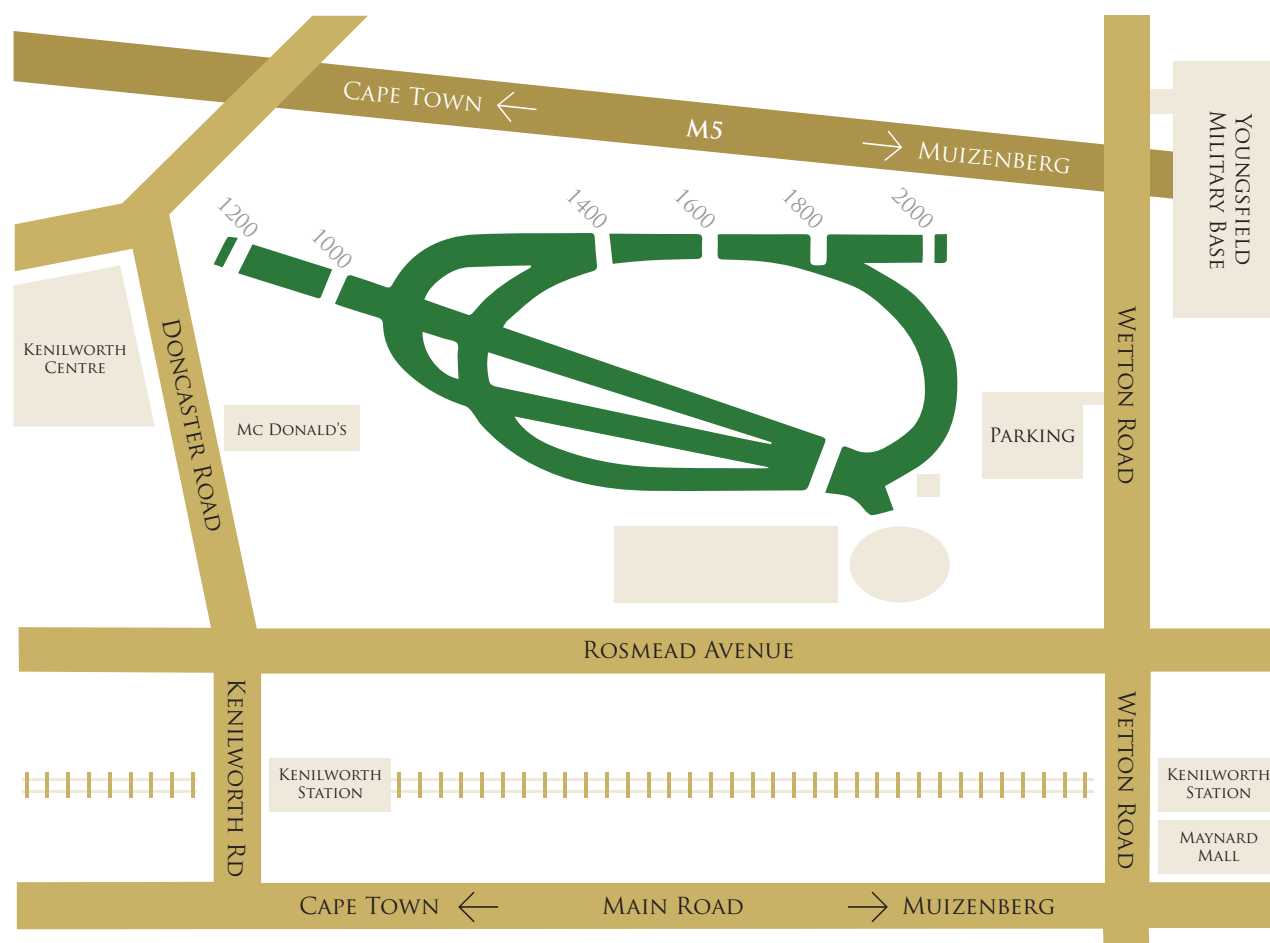 Cape Town
M5
Muizenberg
Youngsfield
Military Base
1200
1000
1400
1600
1800
2000
Kenilworth
Centre
Doncaster Road
Mc Donald's
Parking
Wetton Road
Rosmead Avenue
Kenilworth Rd
Kenilworth
Station
Wetton Road
Kenilworth
Station
Maynard
Mall
Cape Town
Main Road
Muizenberg